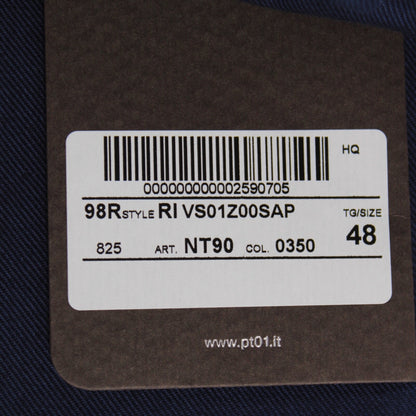 HQ
000000000002590705
98R STYLE RI VS01Z00SAP
TG/SIZE
825 ART. NT90 COL. 0350 48
www.pt01.it